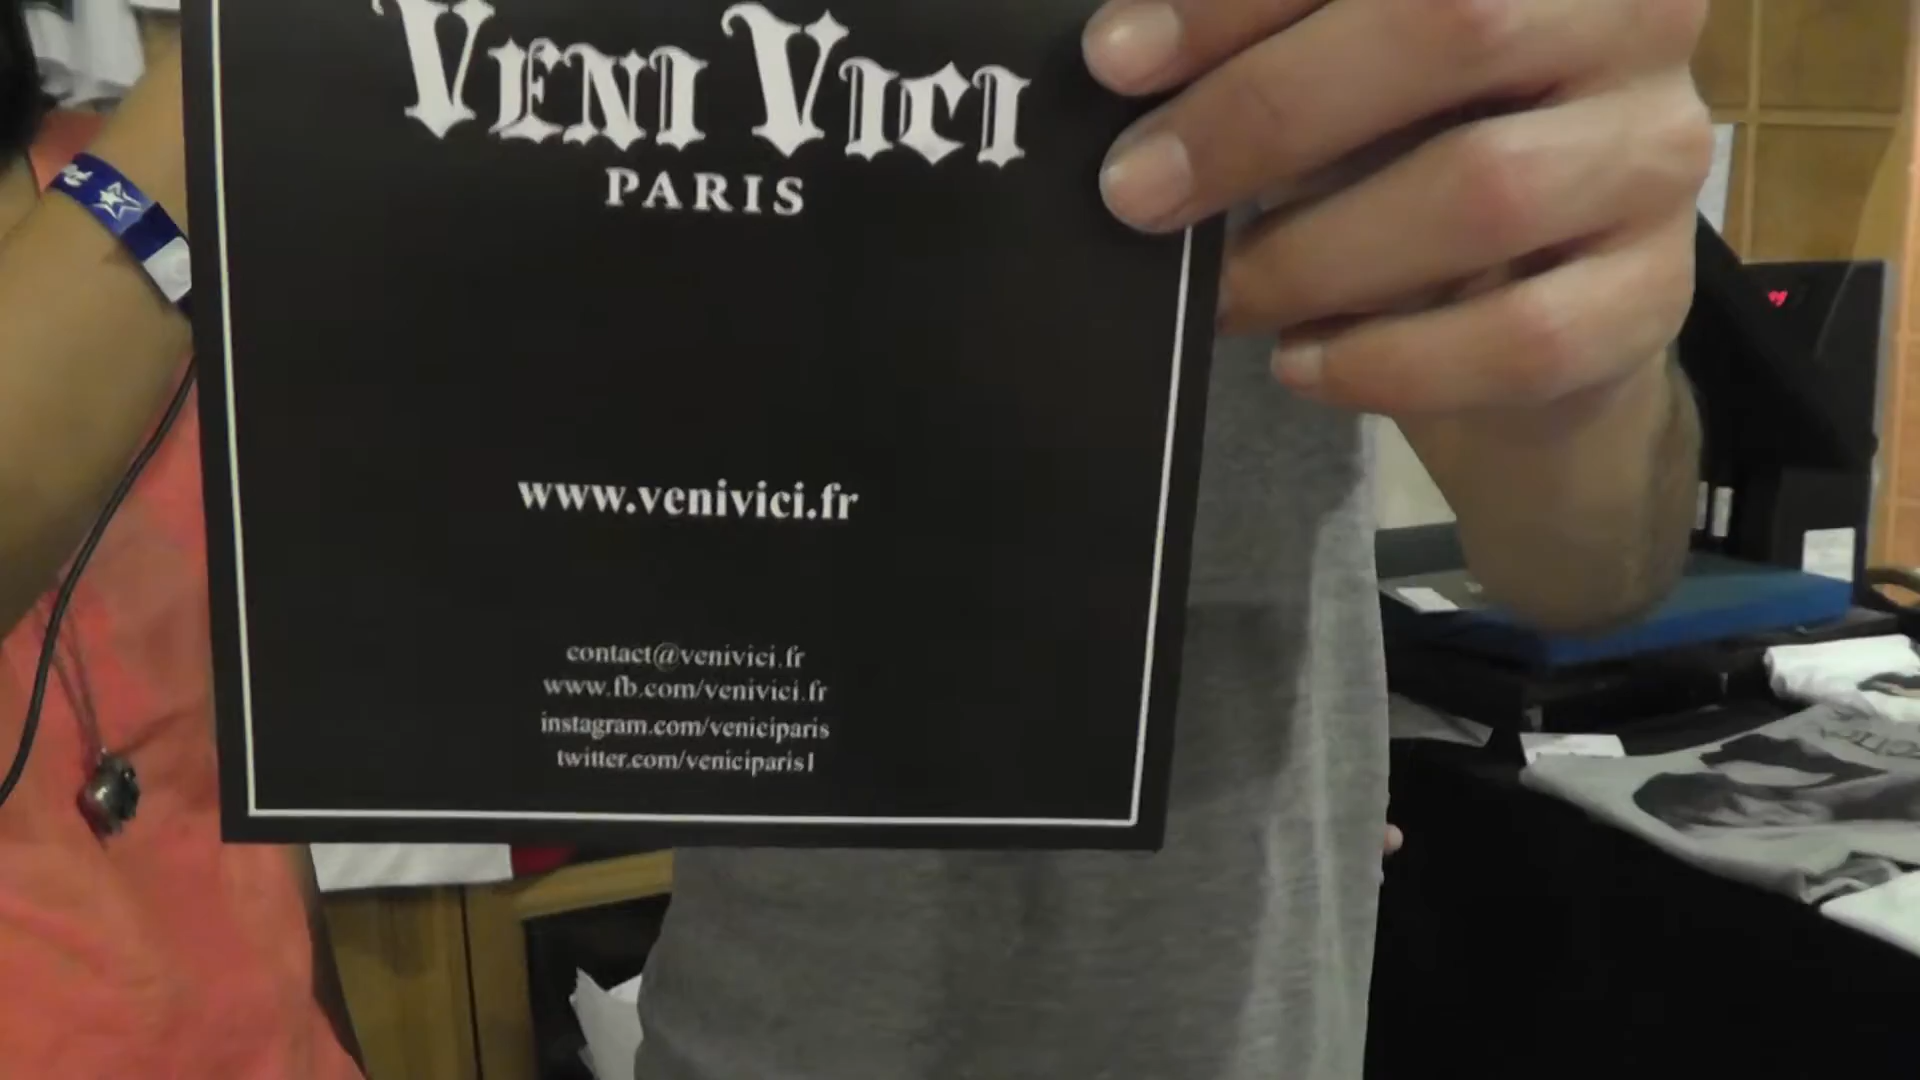 VENI VICI
PARIS
www.venivici.fr
contact@venivici.fr
www.fb.com/venivici.fr
instagram.com/veniciparis
twitter.com/veniciparis1